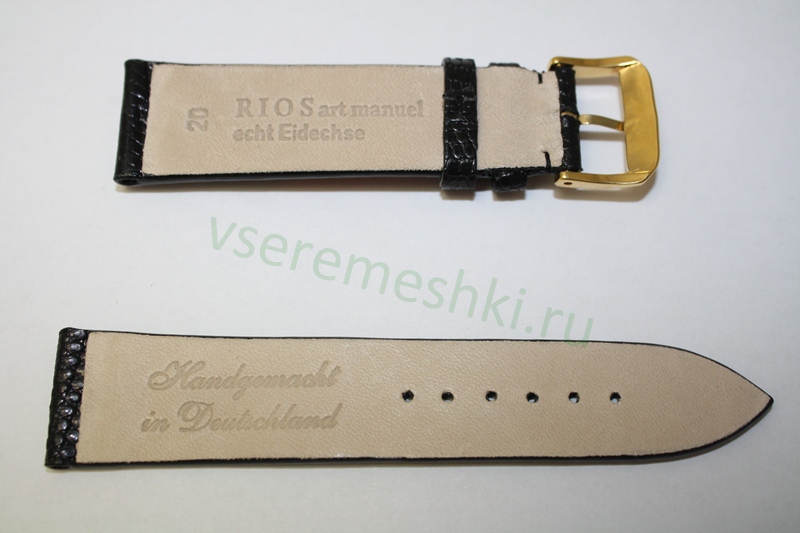 20
RIOS art manuel
echt Eidechse
vseremeshki.ru
Handgemacht
in Deutschland